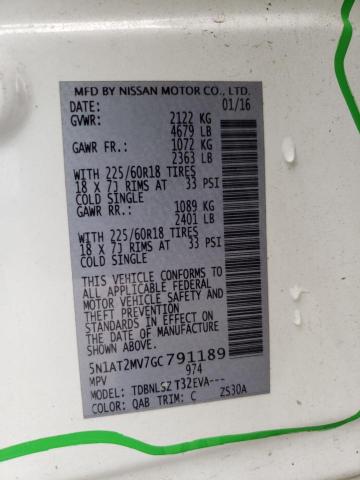 MFD BY NISSAN MOTOR CO., LTD.
DATE: 01/16
GVWR: 2122 KG
4679 LB
GAWR FR.: 1072 KG
2363 LB
WITH 225/60R18 TIRES
18 X 7J RIMS AT 33 PSI
COLD SINGLE
GAWR RR.: 1089 KG
2401 LB
WITH 225/60R18 TIRES
18 X 7J RIMS AT 33 PSI
COLD SINGLE
THIS VEHICLE CONFORMS TO
ALL APPLICABLE FEDERAL
MOTOR VEHICLE SAFETY AND
THEFT PREVENTION
STANDARDS IN EFFECT ON THE
DATE OF MANUFACTURE SHOWN
ABOVE.
5N1AT2MV7GC791189
MPV 974
MODEL: TDBNLSZ T32EVA---
COLOR: QAB TRIM: C ZS30A